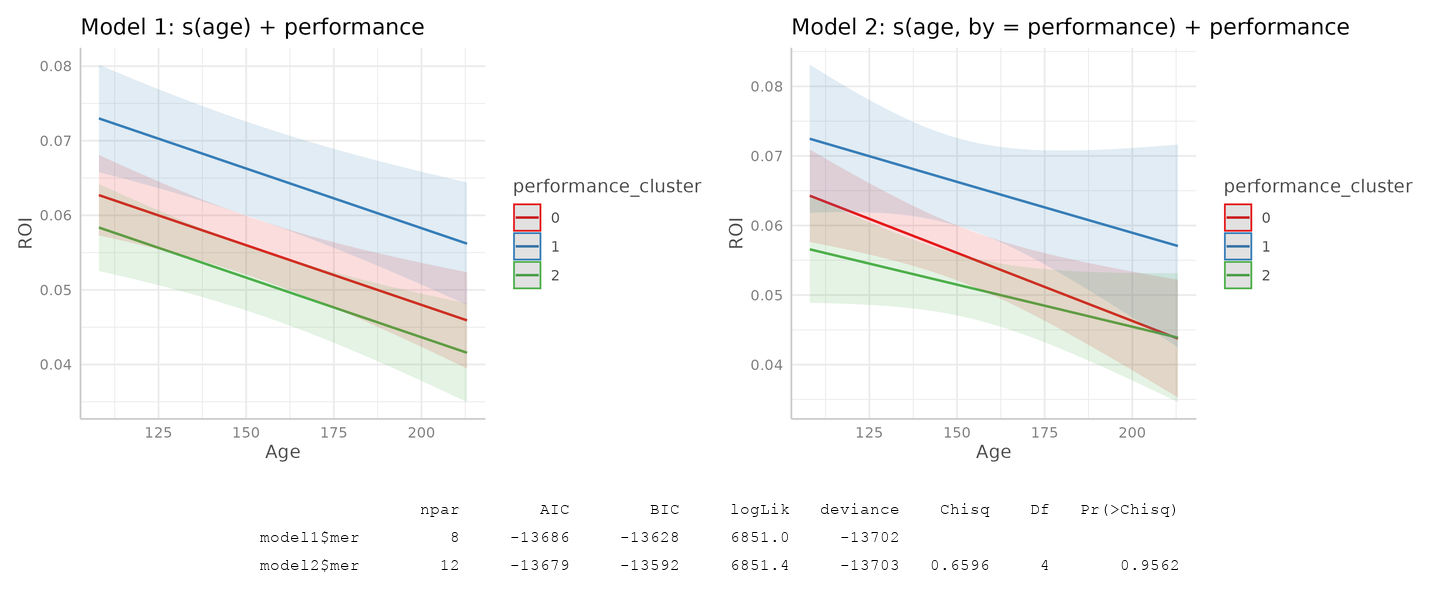 Model 1: s(age) + performance
0.08
0.07
0.06
0.05
0.04
ROI
125 150 175 200
Age
performance_cluster
0
1
2
Model 2: s(age, by = performance) + performance
0.08
0.07
0.06
0.05
0.04
ROI
125 150 175 200
Age
performance_cluster
0
1
2
npar AIC BIC logLik deviance Chisq Df Pr(>Chisq)
model1$mer 8 -13686 -13628 6851.0 -13702
model2$mer 12 -13679 -13592 6851.4 -13703 0.6596 4 0.9562